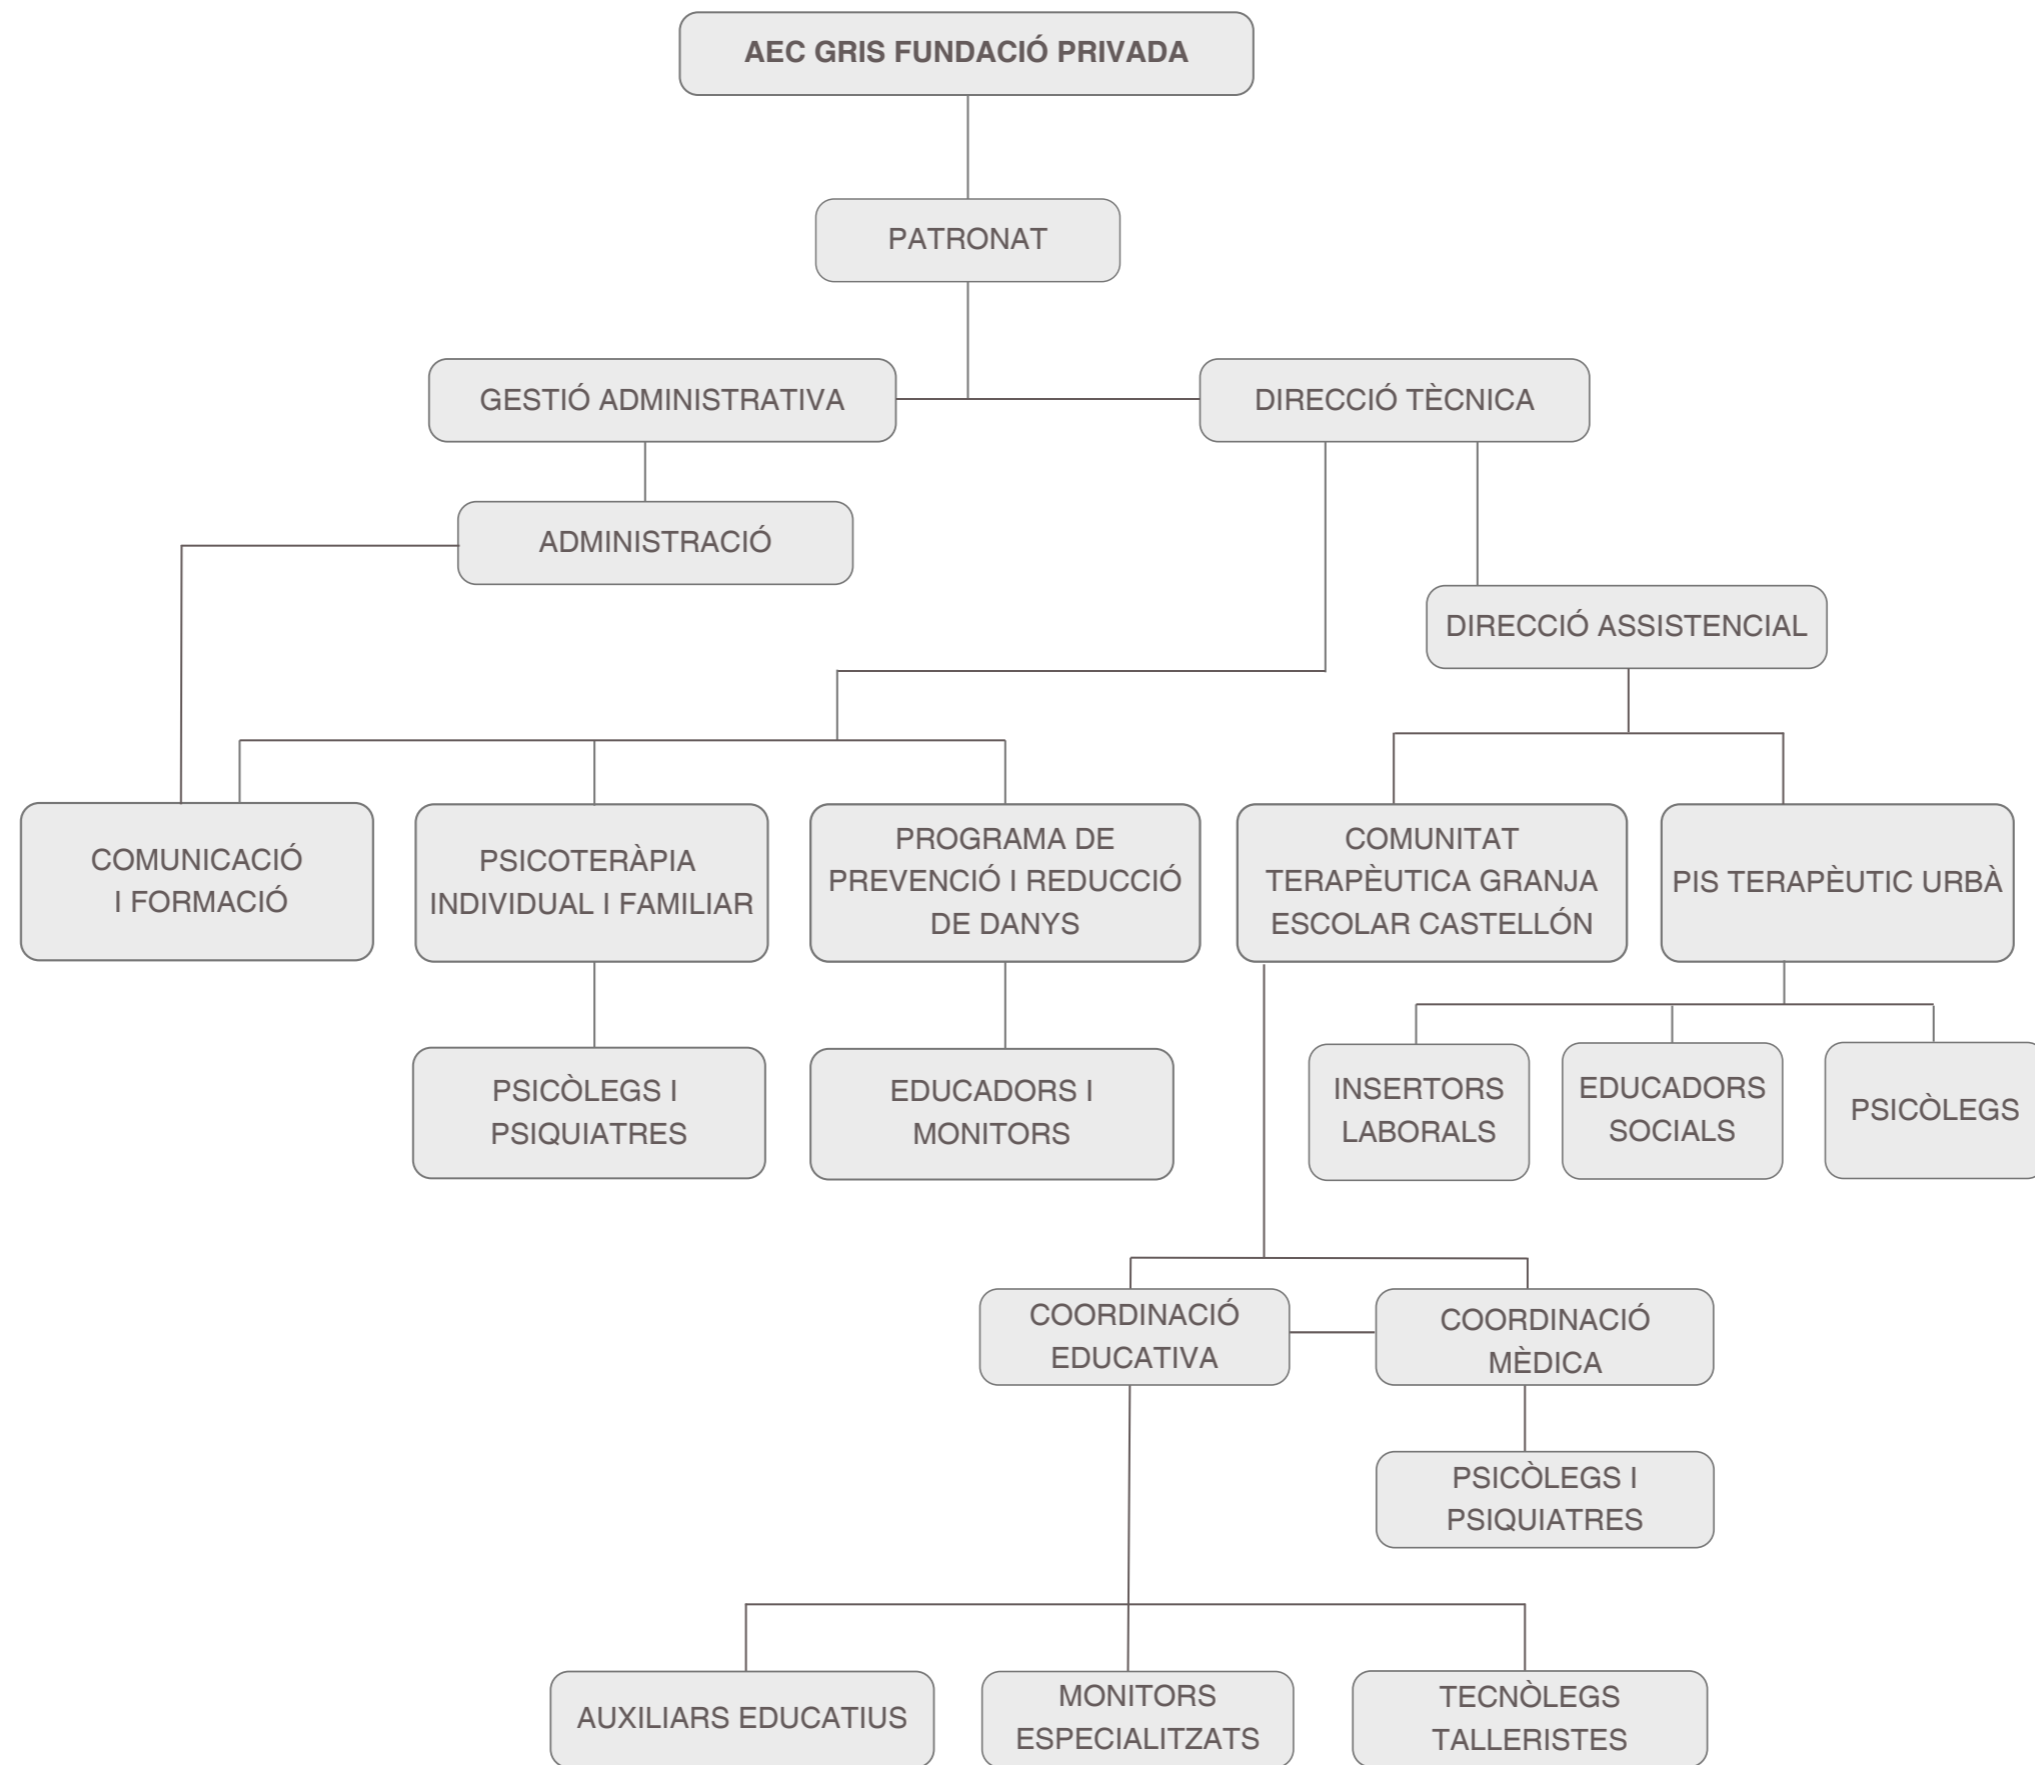 AEC GRIS FUNDACIÓ PRIVADA
PATRONAT
GESTIÓ ADMINISTRATIVA
DIRECCIÓ TÈCNICA
ADMINISTRACIÓ
DIRECCIÓ ASSISTENCIAL
COMUNICACIÓ
I FORMACIÓ
PSICOTERÀPIA
INDIVIDUAL I FAMILIAR
PROGRAMA DE
PREVENCIÓ I REDUCCIÓ
DE DANYS
COMUNITAT
TERAPÈUTICA GRANJA
ESCOLAR CASTELLÓN
PIS TERAPÈUTIC URBÀ
PSICÒLEGS I
PSIQUIATRES
EDUCADORS I
MONITORS
INSERTORS
LABORALS
EDUCADORS
SOCIALS
PSICÒLEGS
COORDINACIÓ
EDUCATIVA
COORDINACIÓ
MÈDICA
PSICÒLEGS I
PSIQUIATRES
AUXILIARS EDUCATIUS
MONITORS
ESPECIALITZATS
TECNÒLEGS
TALLERISTES